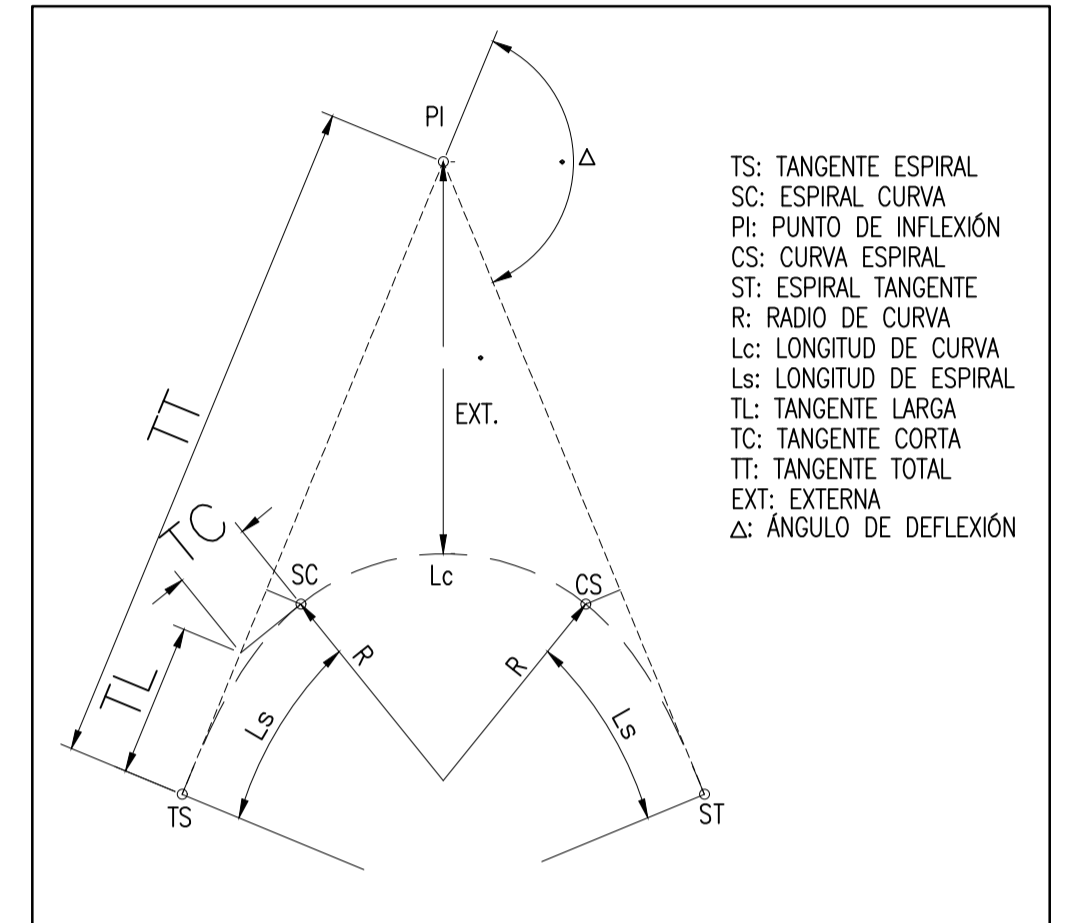 PI
Δ
TT
EXT.
TC
SC
Lc
CS
TL
R
R
Ls
Ls
TS
ST
TS: TANGENTE ESPIRAL
SC: ESPIRAL CURVA
PI: PUNTO DE INFLEXIÓN
CS: CURVA ESPIRAL
ST: ESPIRAL TANGENTE
R: RADIO DE CURVA
Lc: LONGITUD DE CURVA
Ls: LONGITUD DE ESPIRAL
TL: TANGENTE LARGA
TC: TANGENTE CORTA
TT: TANGENTE TOTAL
EXT: EXTERNA
Δ: ÁNGULO DE DEFLEXIÓN